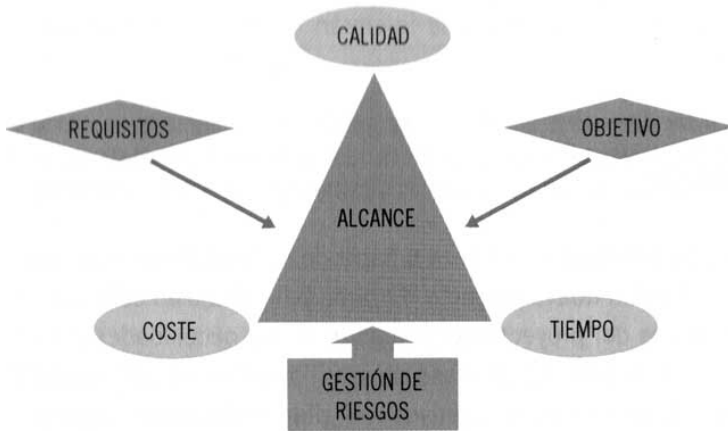 CALIDAD
REQUISITOS
OBJETIVO
ALCANCE
COSTE
TIEMPO
GESTIÓN DE
RIESGOS